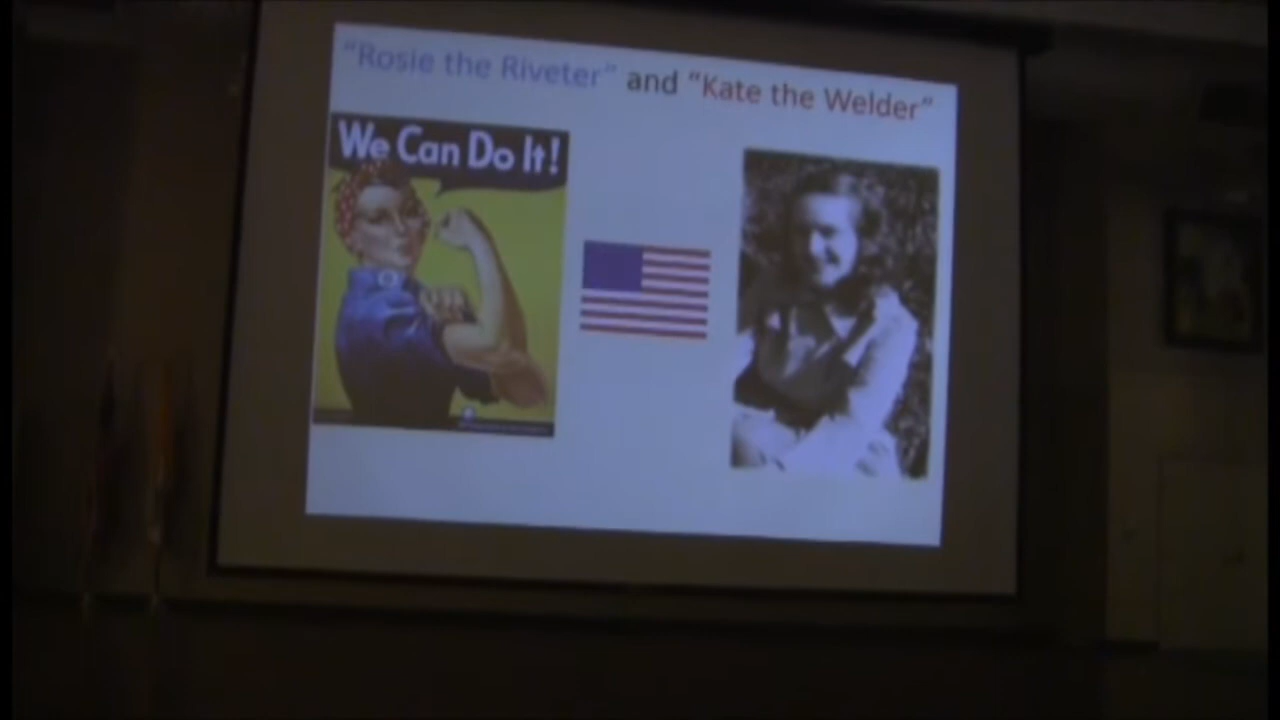 “Rosie the Riveter” and “Kate the Welder”
We Can Do It!